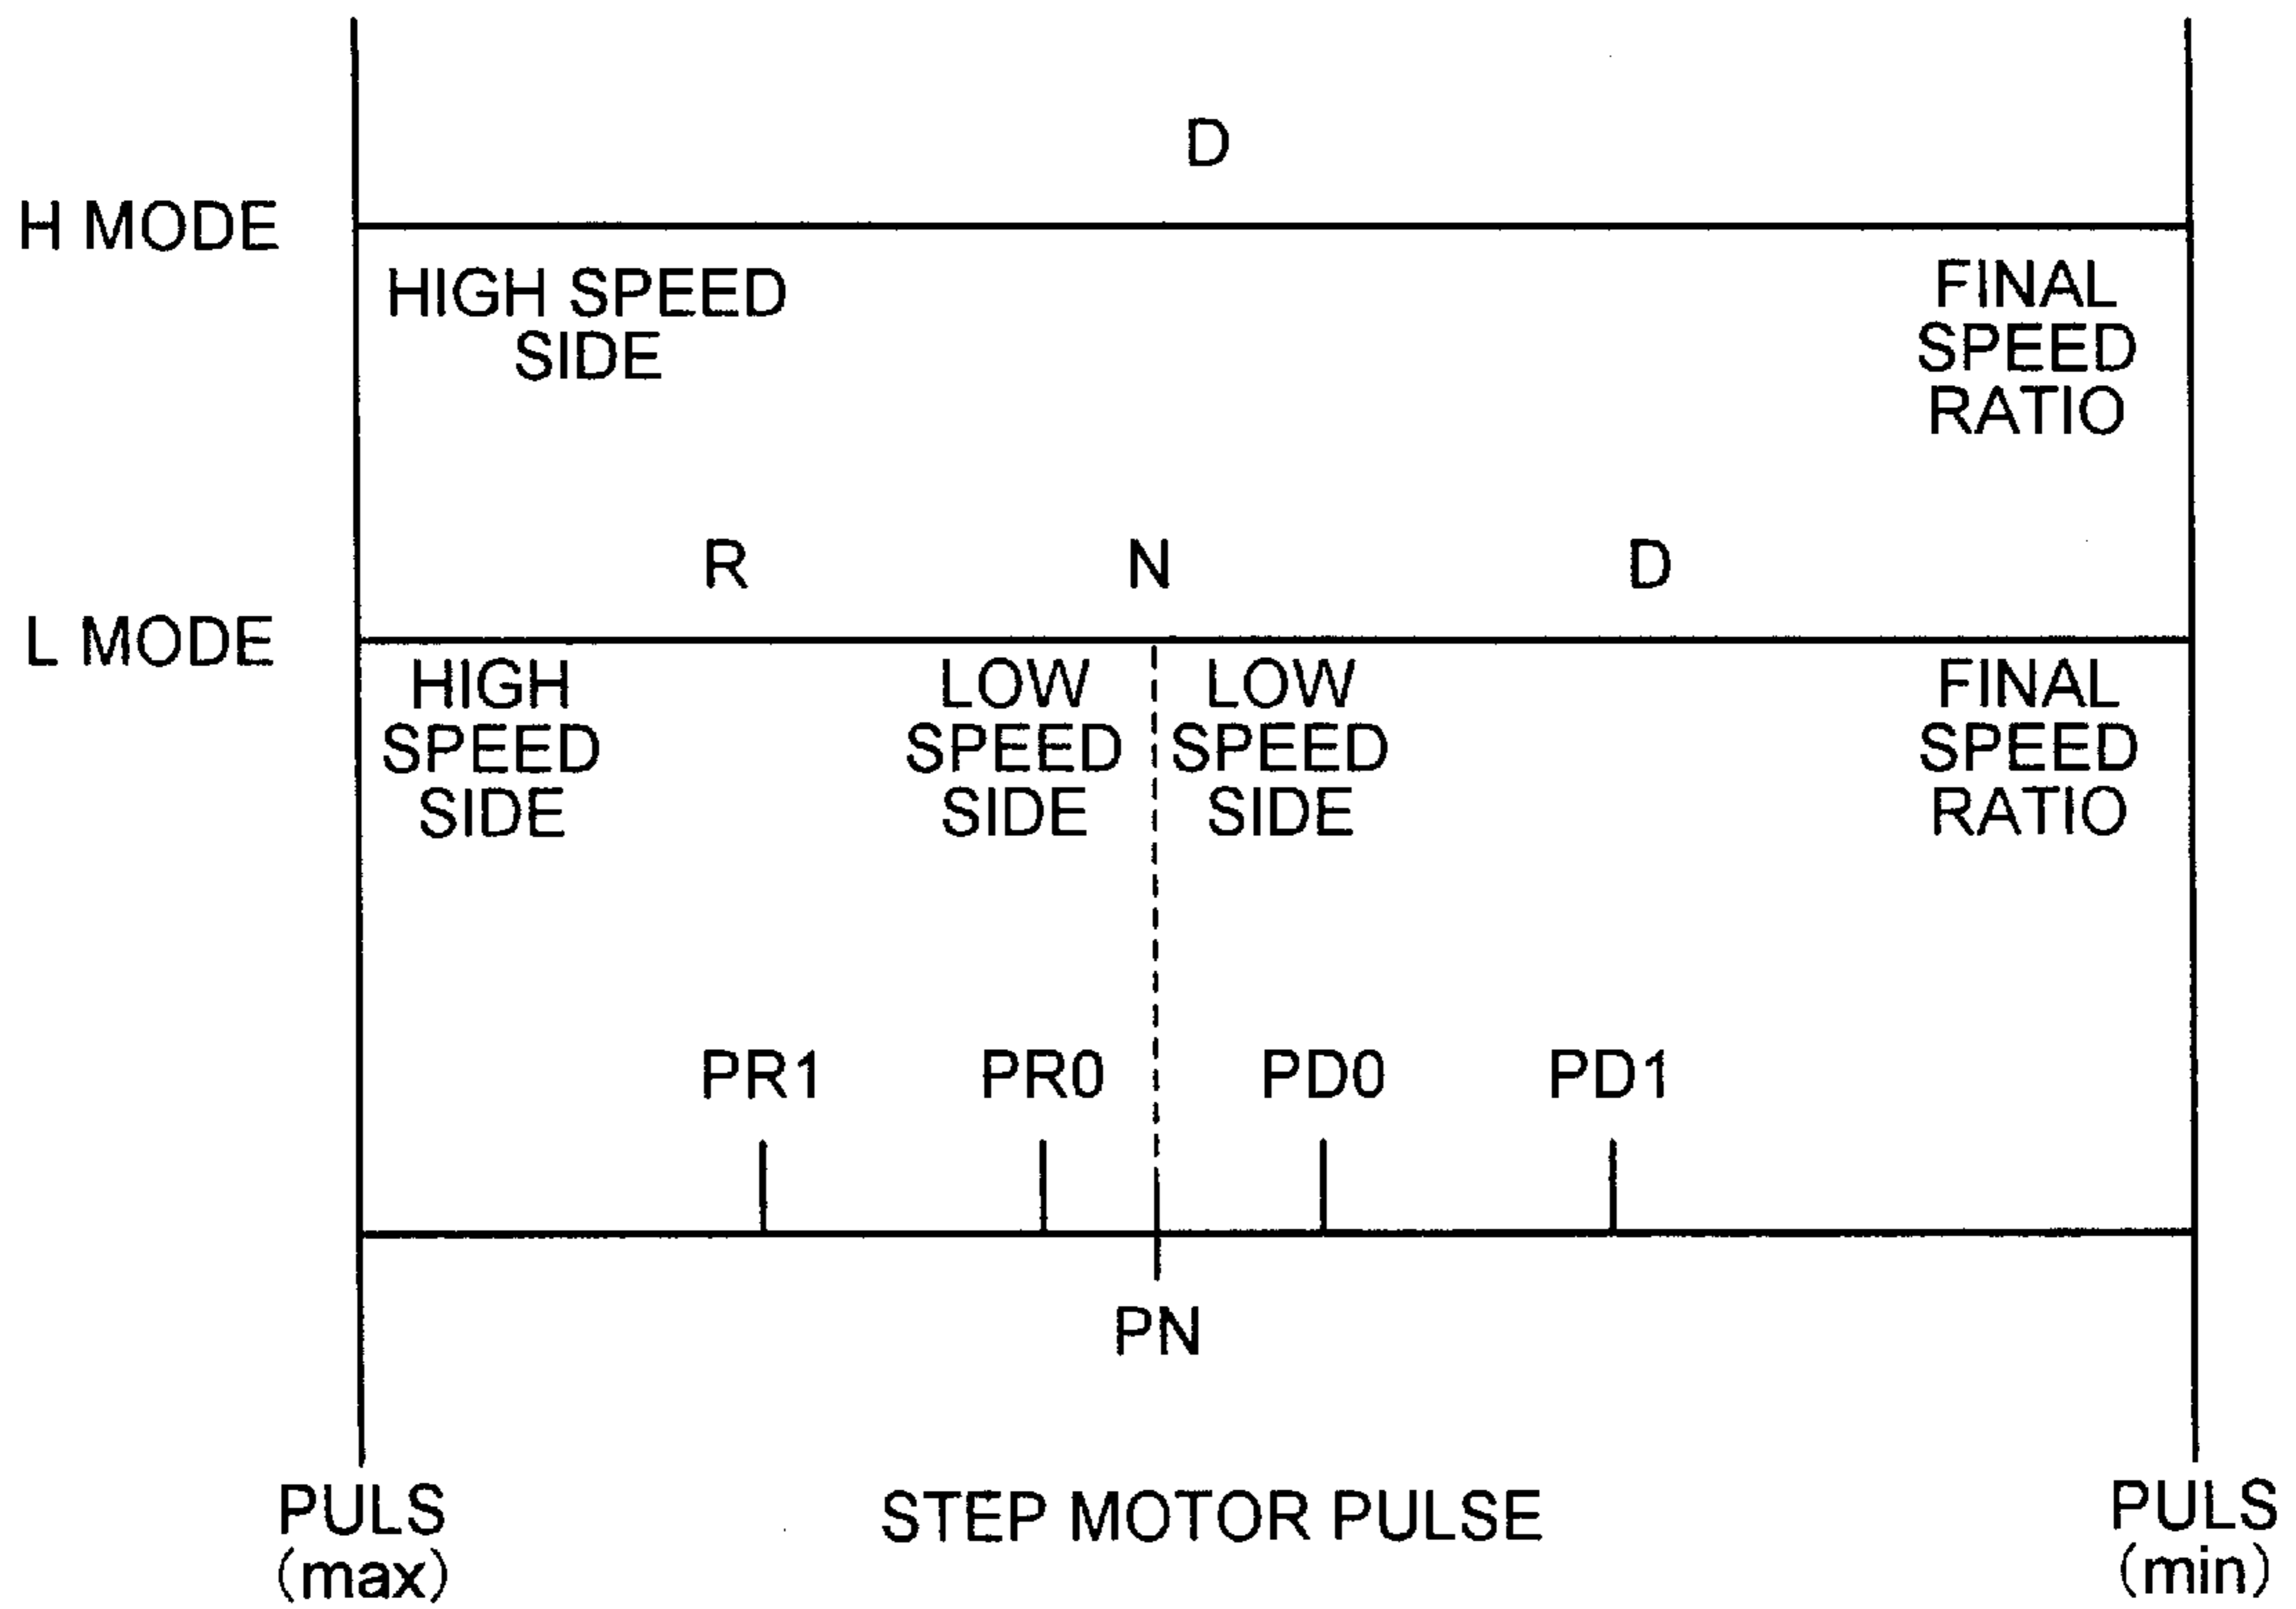 D
H MODE
HIGH SPEED
SIDE
FINAL
SPEED
RATIO
R N D
L MODE
HIGH
SPEED
SIDE
LOW
SPEED
SIDE
LOW
SPEED
SIDE
FINAL
SPEED
RATIO
PR1 PR0 PD0 PD1
PN
PULS
(max)
STEP MOTOR PULSE
PULS
(min)